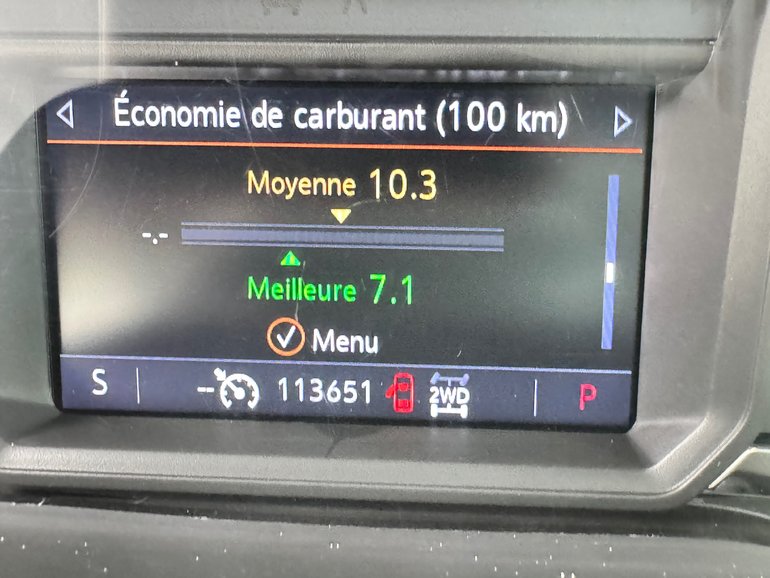 Économie de carburant (100 km)
Moyenne 10.3
-.-
Meilleure 7.1
Menu
S -- 113651 2WD P